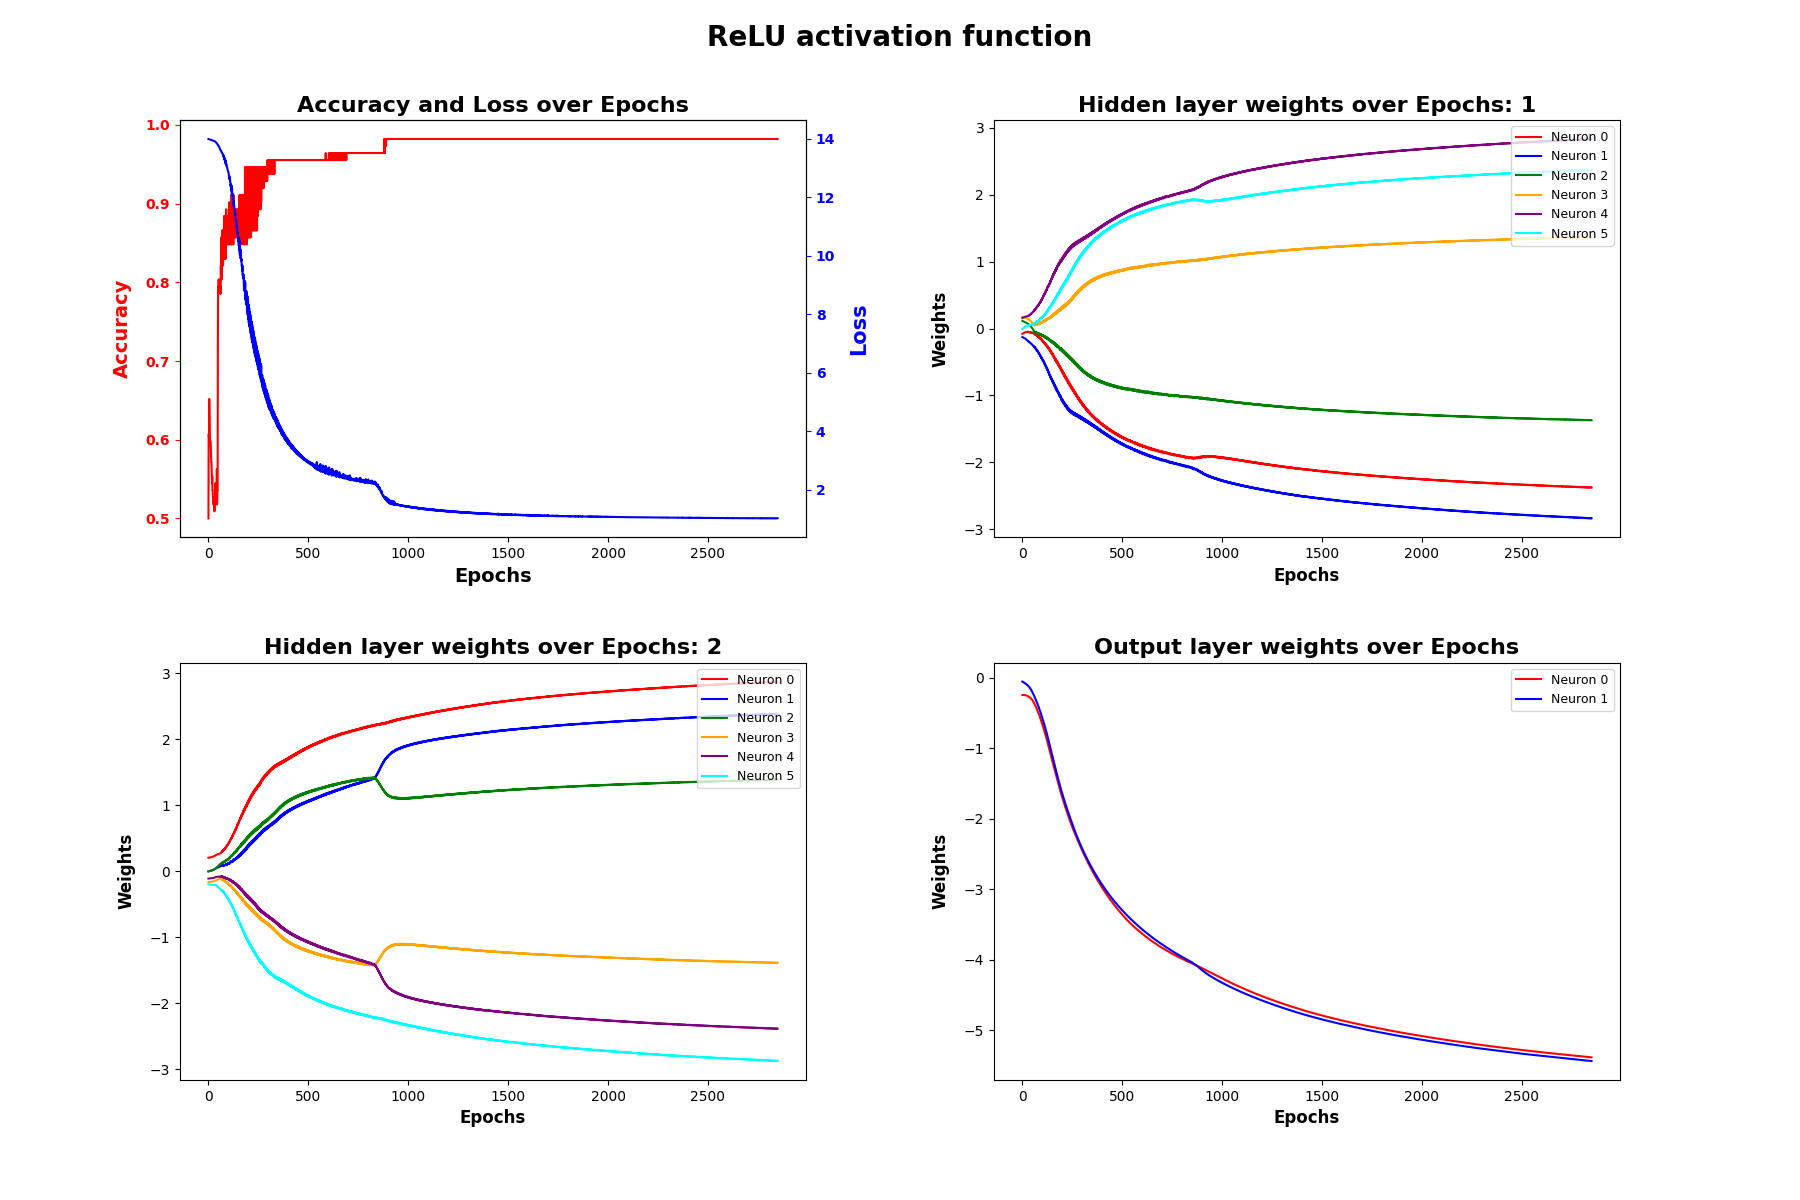 ReLU activation function
Accuracy and Loss over Epochs
1.0
0.9
0.8
0.7
0.6
0.5
Accuracy
14
12
10
8
6
4
2
Loss
0 500 1000 1500 2000 2500
Epochs
Hidden layer weights over Epochs: 1
3
2
1
0
−1
−2
−3
Weights
Neuron 0
Neuron 1
Neuron 2
Neuron 3
Neuron 4
Neuron 5
0 500 1000 1500 2000 2500
Epochs
Hidden layer weights over Epochs: 2
3
2
1
0
−1
−2
−3
Weights
Neuron 0
Neuron 1
Neuron 2
Neuron 3
Neuron 4
Neuron 5
0 500 1000 1500 2000 2500
Epochs
Output layer weights over Epochs
0
−1
−2
−3
−4
−5
Weights
Neuron 0
Neuron 1
0 500 1000 1500 2000 2500
Epochs